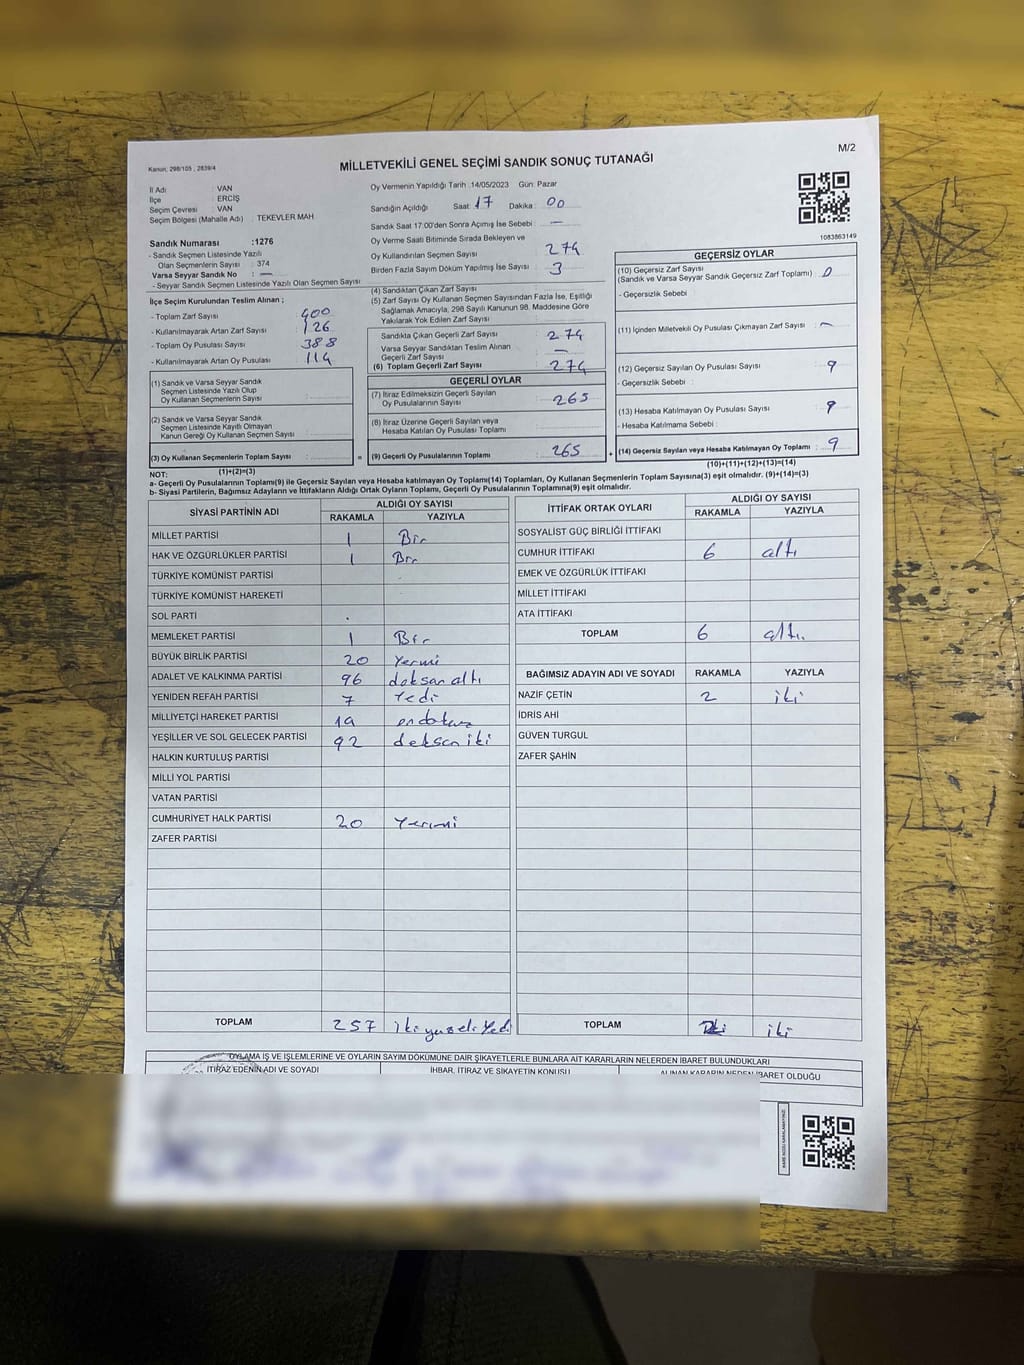 M/2
Kanun; 298/105 , 2839/4
MİLLETVEKİLİ GENEL SEÇİMİ SANDIK SONUÇ TUTANAĞI
İl Adı : VAN
İlçe : ERCİŞ
Seçim Çevresi : VAN
Seçim Bölgesi (Mahalle Adı) : TEKEVLER MAH
Sandık Numarası :1276
- Sandık Seçmen Listesinde Yazılı
Olan Seçmenlerin Sayısı : 374
Varsa Seyyar Sandık No : —
- Seyyar Sandık Seçmen Listesinde Yazılı Olan Seçmen Sayısı
İlçe Seçim Kurulundan Teslim Alınan ;
- Toplam Zarf Sayısı : 400
- Kullanılmayarak Artan Zarf Sayısı : 126
- Toplam Oy Pusulası Sayısı : 388
- Kullanılmayarak Artan Oy Pusulası : 114
Oy Vermenin Yapıldığı Tarih :14/05/2023 Gün: Pazar
Sandığın Açıldığı Saat: 17 Dakika: 00
Sandık Saat 17:00'den Sonra Açımış İse Sebebi : —
Oy Verme Saati Bitiminde Sırada Bekleyen ve
Oy Kullandırılan Seçmen Sayısı : 274
Birden Fazla Sayım Döküm Yapılmış İse Sayısı : 3
(4) Sandıktan Çıkan Zarf Sayısı
(5) Zarf Sayısı Oy Kullanan Seçmen Sayısından Fazla İse, Eşitliği
Sağlamak Amacıyla, 298 Sayılı Kanunun 98. Maddesine Göre
Yakılarak Yok Edilen Zarf Sayısı
Sandıkta Çıkan Geçerli Zarf Sayısı : 274
Varsa Seyyar Sandıktan Teslim Alınan
Geçerli Zarf Sayısı : —
(6) Toplam Geçerli Zarf Sayısı : 274
1083863149
GEÇERSİZ OYLAR
(10) Geçersiz Zarf Sayısı
(Sandık ve Varsa Seyyar Sandık Geçersiz Zarf Toplamı) : 0
- Geçersizlik Sebebi :
(11) İçinden Milletvekili Oy Pusulası Çıkmayan Zarf Sayısı : —
(12) Geçersiz Sayılan Oy Pusulası Sayısı : 9
- Geçersizlik Sebebi :
(13) Hesaba Katılmayan Oy Pusulası Sayısı : 9
- Hesaba Katılmama Sebebi :
(14) Geçersiz Sayılan veya Hesaba Katılmayan Oy Toplamı : 9
(10)+(11)+(12)+(13)=(14)
(1) Sandık ve Varsa Seyyar Sandık
Seçmen Listesinde Yazılı Olup
Oy Kullanan Seçmenlerin Sayısı :
(2) Sandık ve Varsa Seyyar Sandık
Seçmen Listesinde Kayıtlı Olmayan
Kanun Gereği Oy Kullanan Seçmen Sayısı :
(3) Oy Kullanan Seçmenlerin Toplam Sayısı :
(1)+(2)=(3)
=
GEÇERLİ OYLAR
(7) İtiraz Edilmeksizin Geçerli Sayılan
Oy Pusulalarının Sayısı : 265
(8) İtiraz Üzerine Geçerli Sayılan veya
Hesaba Katılan Oy Pusulası Toplamı :
(9) Geçerli Oy Pusulalarının Toplamı : 265
+
NOT:
a- Geçerli Oy Pusulalarının Toplamı(9) ile Geçersiz Sayılan veya Hesaba Katılmayan Oy Toplamı(14) Toplamları, Oy Kullanan Seçmenlerin Toplam Sayısına(3) eşit olmalıdır. (9)+(14)=(3)
b- Siyasi Partilerin, Bağımsız Adayların ve İttifakların Aldığı Ortak Oyların Toplamı, Geçerli Oy Pusulalarının Toplamına(9) eşit olmalıdır.
SİYASİ PARTİNİN ADI ALDIĞI OY SAYISI
RAKAMLA YAZIYLA
MİLLET PARTİSİ 1 Bir
HAK VE ÖZGÜRLÜKLER PARTİSİ 1 Bir
TÜRKİYE KOMÜNİST PARTİSİ
TÜRKİYE KOMÜNİST HAREKETİ
SOL PARTİ
MEMLEKET PARTİSİ 1 Bir
BÜYÜK BİRLİK PARTİSİ 20 Yermi
ADALET VE KALKINMA PARTİSİ 96 doksan altı
YENİDEN REFAH PARTİSİ 7 Yedi
MİLLİYETÇİ HAREKET PARTİSİ 19 ondokuz
YEŞİLLER VE SOL GELECEK PARTİSİ 92 doksan iki
HALKIN KURTULUŞ PARTİSİ
MİLLİ YOL PARTİSİ
VATAN PARTİSİ
CUMHURİYET HALK PARTİSİ 20 Yermi
ZAFER PARTİSİ
TOPLAM 257 ikiyüzelli Yedi
İTTİFAK ORTAK OYLARI ALDIĞI OY SAYISI
RAKAMLA YAZIYLA
SOSYALİST GÜÇ BİRLİĞİ İTTİFAKI
CUMHUR İTTİFAKI 6 altı
EMEK VE ÖZGÜRLÜK İTTİFAKI
MİLLET İTTİFAKI
ATA İTTİFAKI
TOPLAM 6 altı.
BAĞIMSIZ ADAYIN ADI VE SOYADI RAKAMLA YAZIYLA
NAZİF ÇETİN 2 iki
İDRİS AHİ
GÜVEN TURGUL
ZAFER ŞAHİN
TOPLAM iki
OYLAMA İŞ VE İŞLEMLERİNE VE OYLARIN SAYIM DÖKÜMÜNE DAİR ŞİKAYETLERLE BUNLARA AİT KARARLARIN NELERDEN İBARET BULUNDUKLARI
İTİRAZ EDENİN ADI VE SOYADI İHBAR, İTİRAZ VE ŞİKAYETİN KONUSU ALINAN KARARIN NEDEN İBARET OLDUĞU